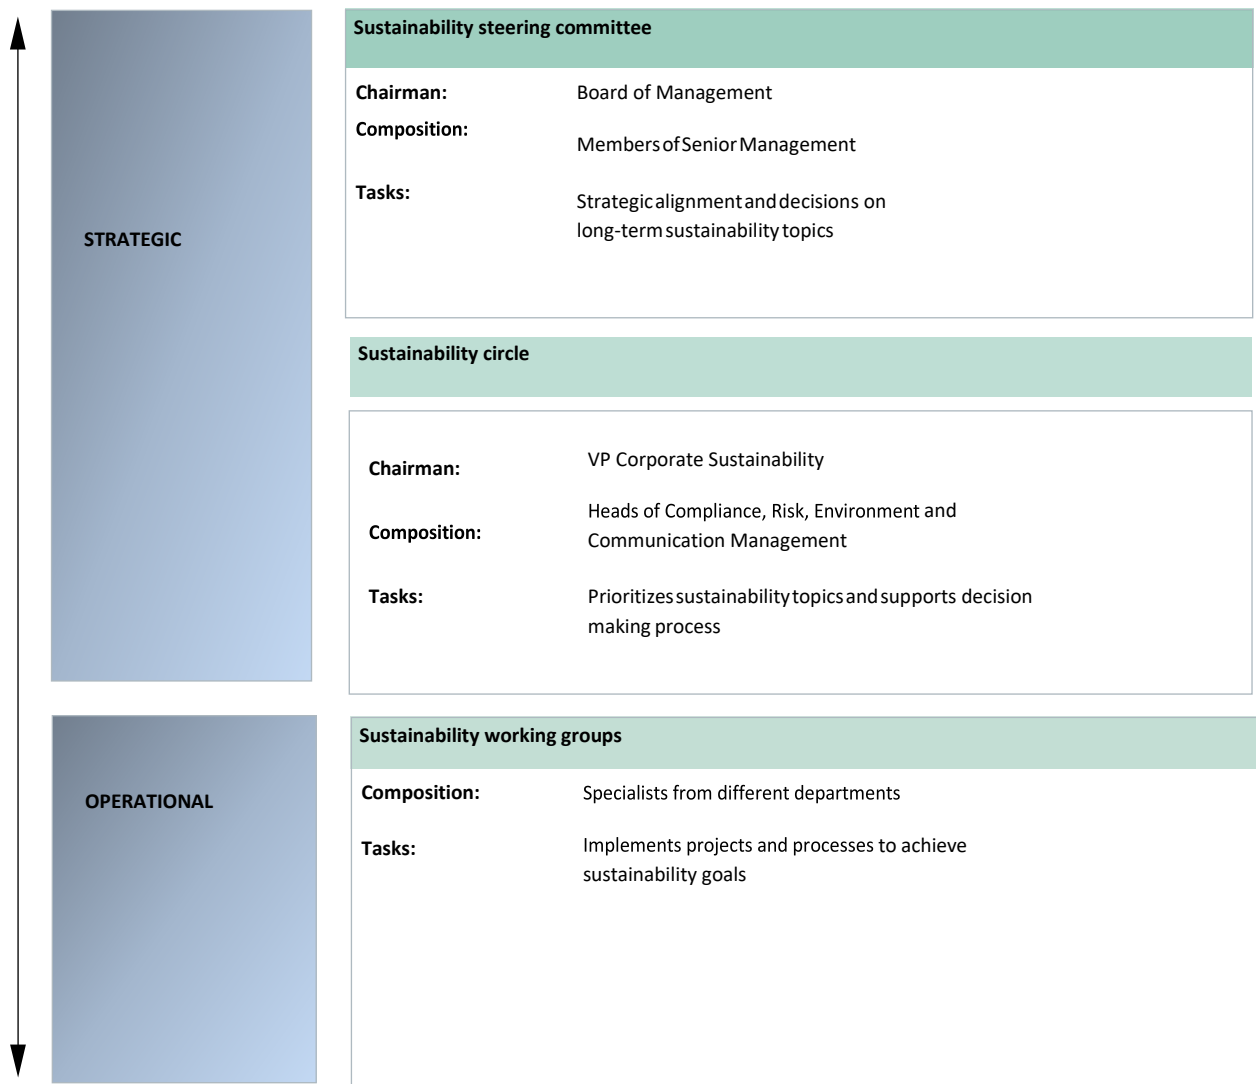 Sustainability steering committee
Chairman: Board of Management
Composition: Members of Senior Management
Tasks: Strategic alignment and decisions on
long-term sustainability topics
STRATEGIC
Sustainability circle
Chairman: VP Corporate Sustainability
Composition: Heads of Compliance, Risk, Environment and
Communication Management
Tasks: Prioritizes sustainability topics and supports decision
making process
Sustainability working groups
OPERATIONAL
Composition: Specialists from different departments
Tasks: Implements projects and processes to achieve
sustainability goals